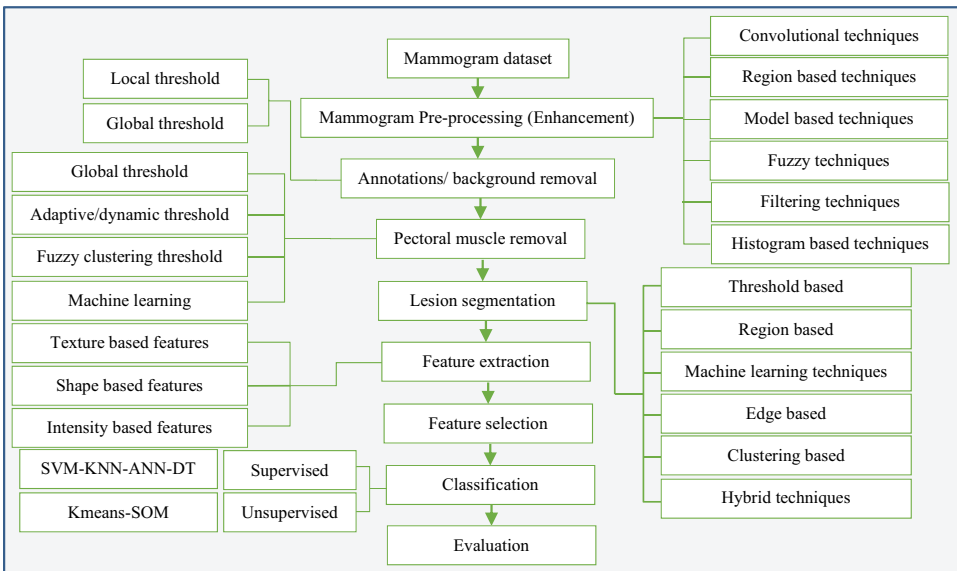 Mammogram dataset
Mammogram Pre-processing (Enhancement)
Annotations/ background removal
Pectoral muscle removal
Lesion segmentation
Feature extraction
Feature selection
Classification
Evaluation
Local threshold
Global threshold
Global threshold
Adaptive/dynamic threshold
Fuzzy clustering threshold
Machine learning
Texture based features
Shape based features
Intensity based features
SVM-KNN-ANN-DT
Supervised
Kmeans-SOM
Unsupervised
Convolutional techniques
Region based techniques
Model based techniques
Fuzzy techniques
Filtering techniques
Histogram based techniques
Threshold based
Region based
Machine learning techniques
Edge based
Clustering based
Hybrid techniques